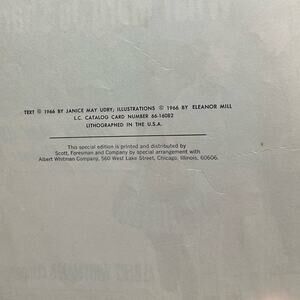 TEXT © 1966 BY JANICE MAY UDRY; ILLUSTRATIONS © 1966 BY ELEANOR MILL
L.C. CATALOG CARD NUMBER 66-16082
LITHOGRAPHED IN THE U.S.A.
This special edition is printed and distributed by
Scott, Foresman and Company by special arrangement with
Albert Whitman Company, 560 West Lake Street, Chicago, Illinois, 60606.